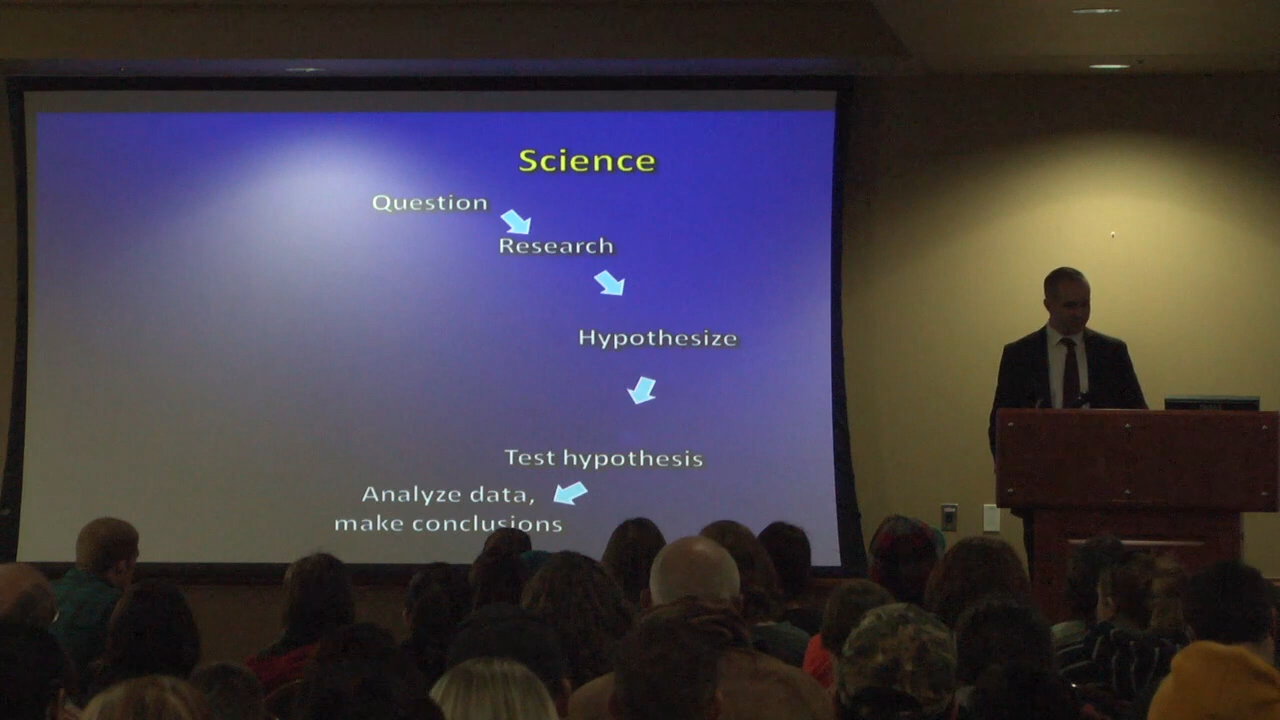 Science
Question
Research
Hypothesize
Test hypothesis
Analyze data,
make conclusions